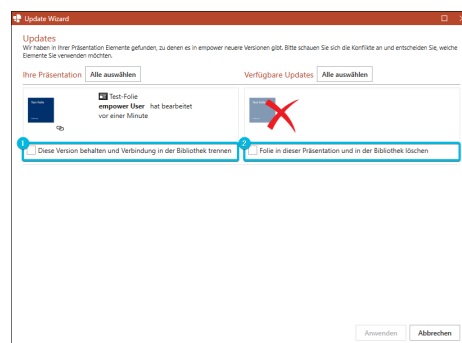 Update Wizard
Updates
Wir haben in Ihrer Präsentation Elemente gefunden, zu denen es in empower neuere Versionen gibt. Bitte schauen Sie sich die Konflikte an und entscheiden Sie, welche
Elemente Sie verwenden möchten.
Ihre Präsentation Alle auswählen Verfügbare Updates Alle auswählen
Test-Folie
empower User hat bearbeitet
vor einer Minute
1 Diese Version behalten und Verbindung in der Bibliothek trennen
2 Folie in dieser Präsentation und in der Bibliothek löschen
Anwenden Abbrechen